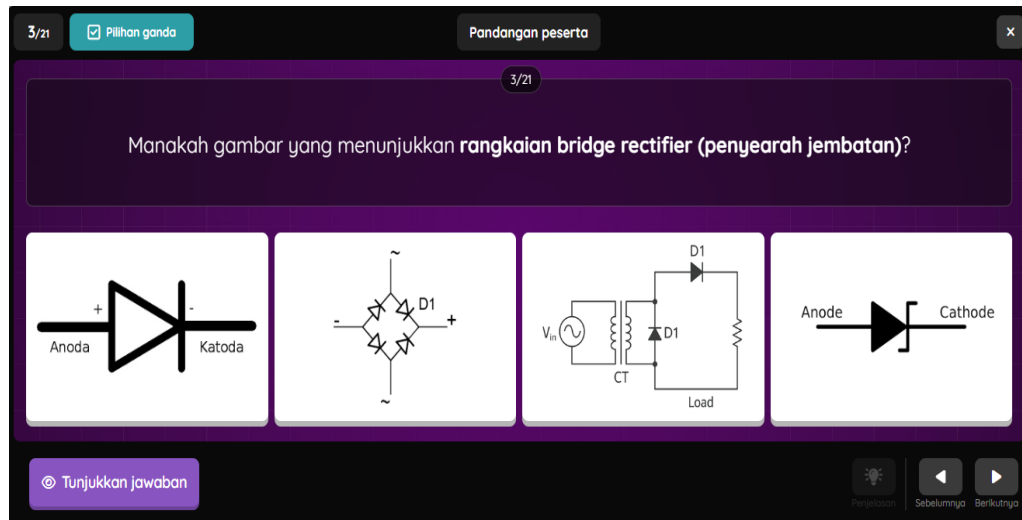 3/21
Pilihan ganda
Pandangan peserta
x
3/21
Manakah gambar yang menunjukkan rangkaian bridge rectifier (penyearah jembatan)?
+
-
Anoda
Katoda
~
D1
-
+
~
D1
Vin
D1
CT
Load
Anode
Cathode
Tunjukkan jawaban
Penjelasan
Sebelumnya
Berikutnya